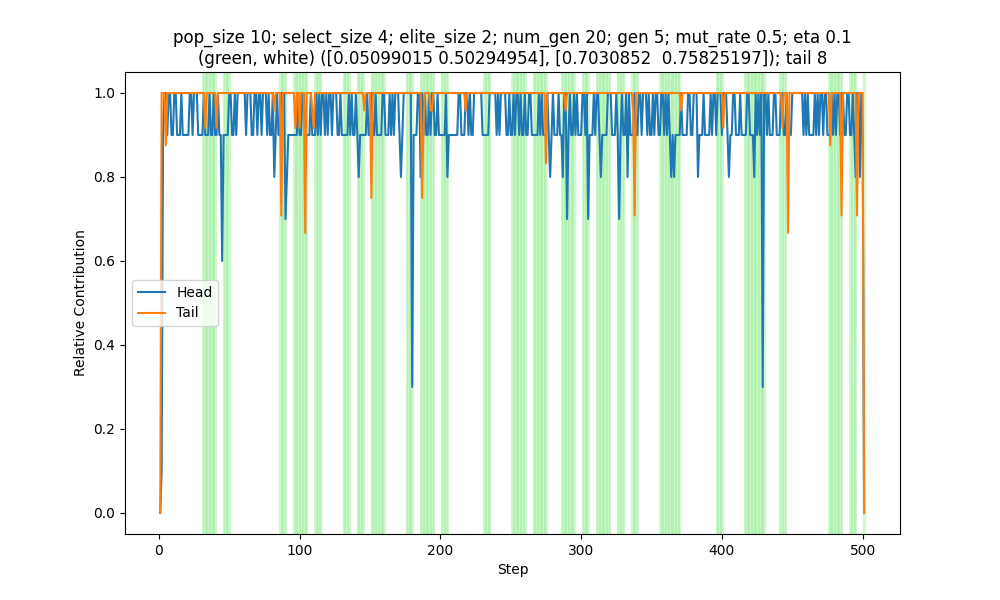 pop_size 10; select_size 4; elite_size 2; num_gen 20; gen 5; mut_rate 0.5; eta 0.1
(green, white) ([0.05099015 0.50294954], [0.7030852  0.75825197]); tail 8
1.0
0.8
0.6
0.4
0.2
0.0
Relative Contribution
Head
Tail
0
100
200
300
400
500
Step